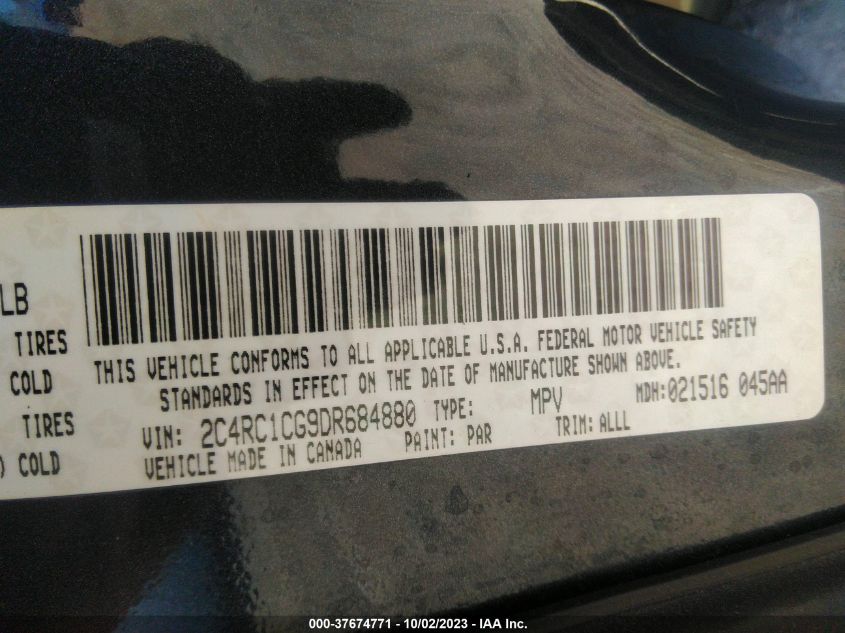 LB
TIRES
COLD
TIRES
) COLD
THIS VEHICLE CONFORMS TO ALL APPLICABLE U.S.A. FEDERAL MOTOR VEHICLE SAFETY
STANDARDS IN EFFECT ON THE DATE OF MANUFACTURE SHOWN ABOVE.
VIN: 2C4RC1CG9DR684880 TYPE: MPV MDH:021516 045AA
VEHICLE MADE IN CANADA PAINT: PAR TRIM: ALLL
000-37674771 - 10/02/2023 - IAA Inc.